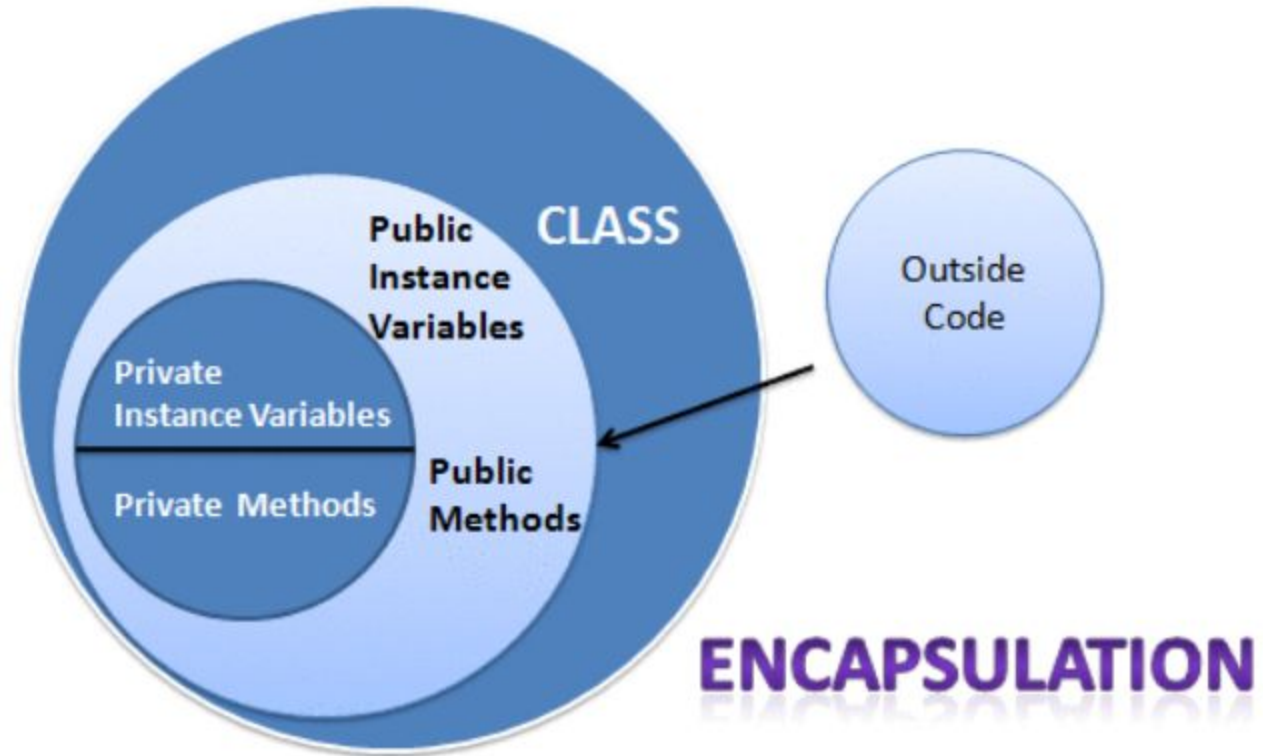 Public
Instance
Variables
CLASS
Outside
Code
Private
Instance Variables
Private Methods
Public
Methods
ENCAPSULATION